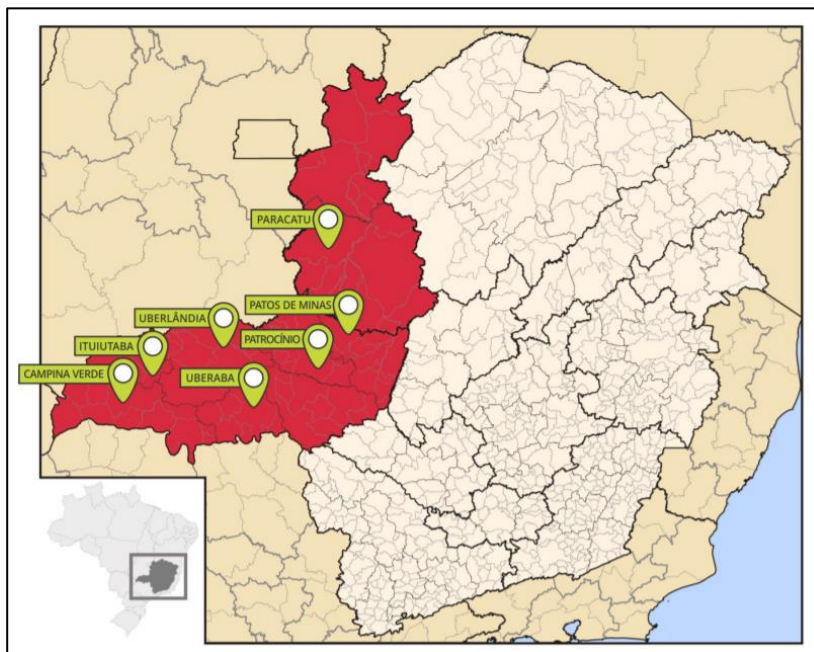 PARACATU
PATOS DE MINAS
UBERLÂNDIA
PATROCÍNIO
ITUIUTABA
CAMPINA VERDE
UBERABA